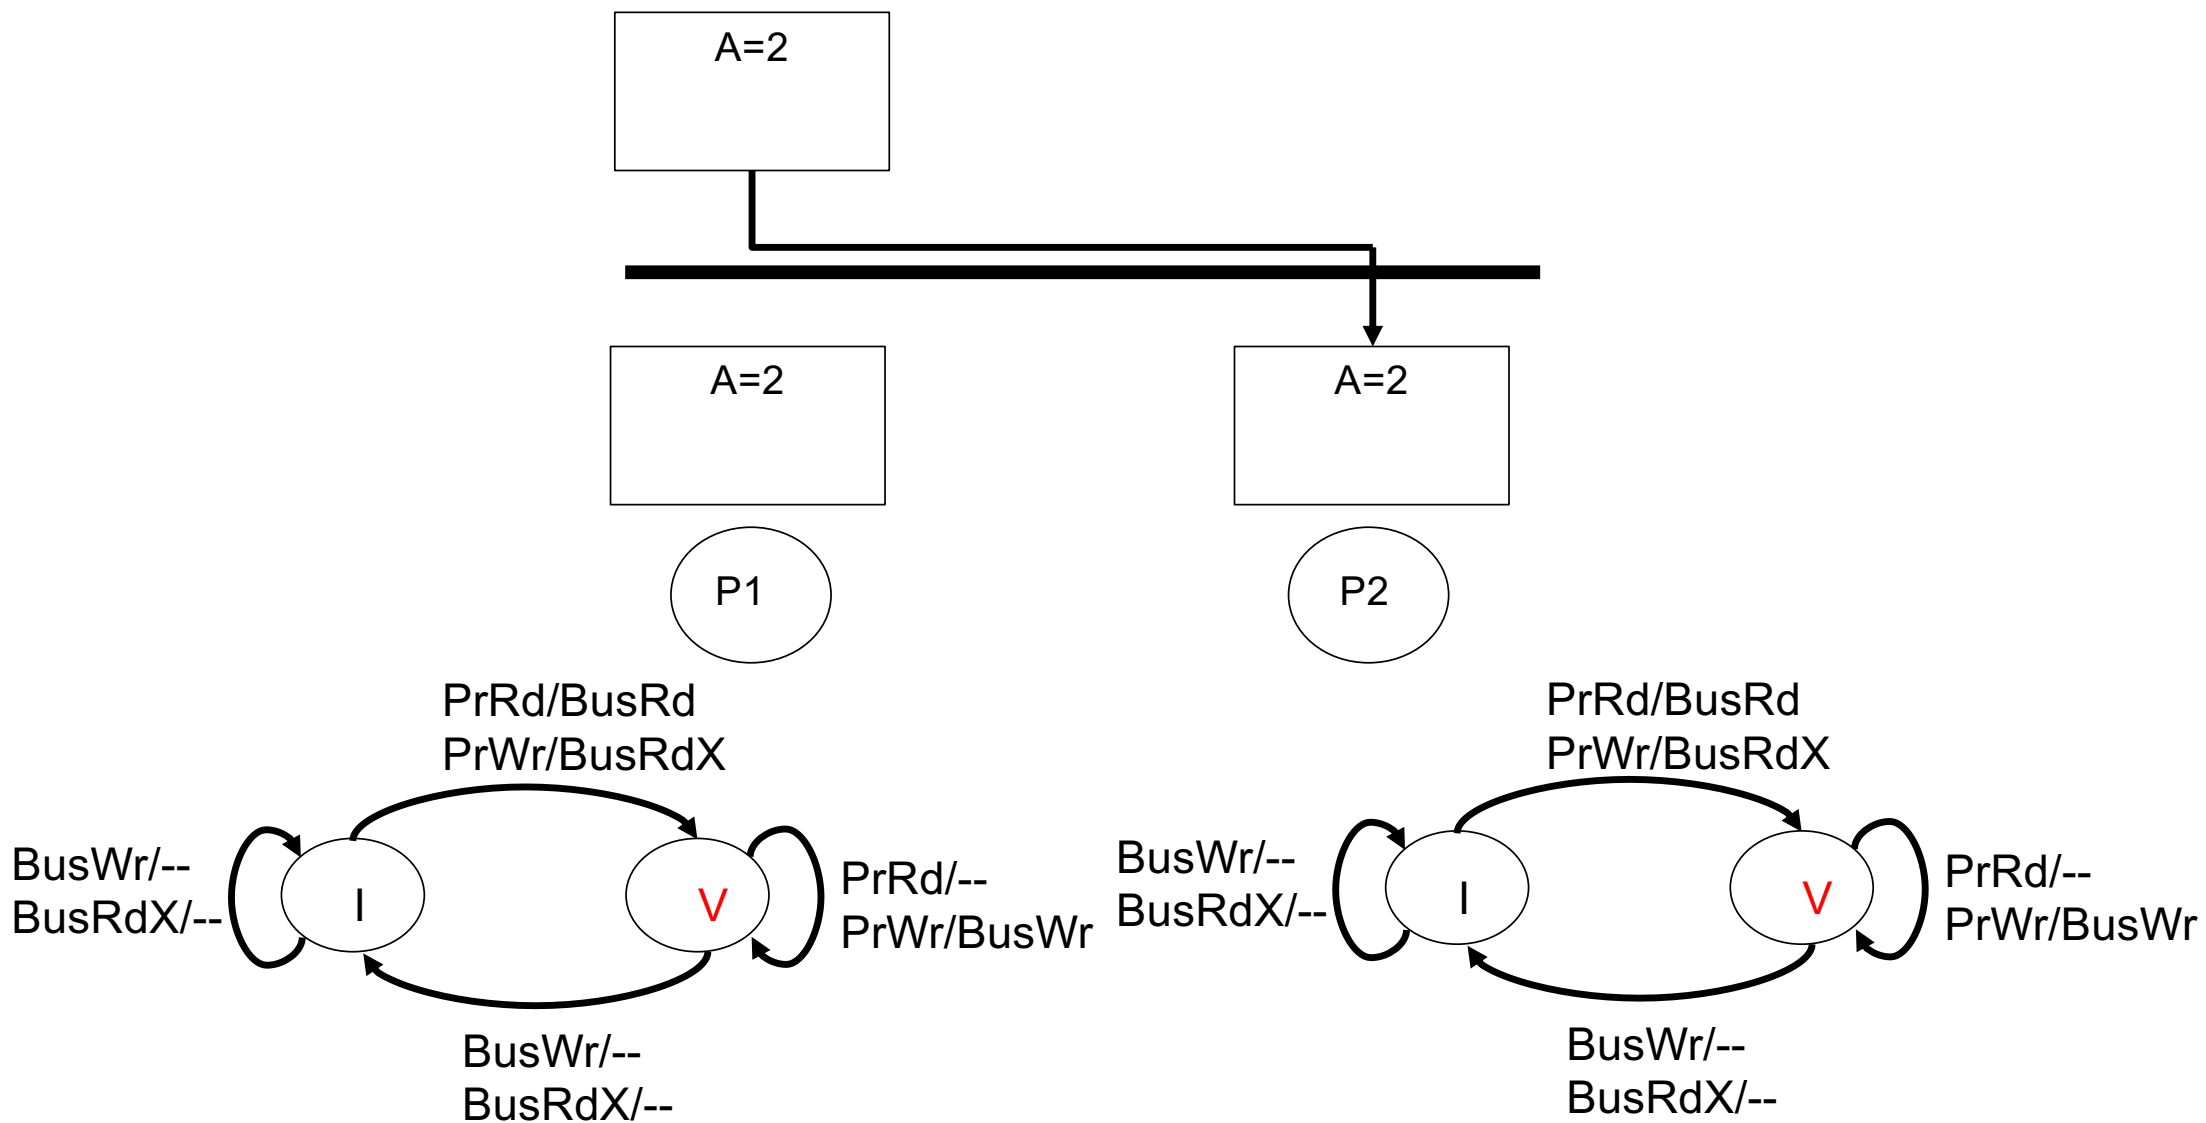 A=2
A=2
A=2
P1
P2
PrRd/BusRd
PrWr/BusRdX
PrRd/BusRd
PrWr/BusRdX
BusWr/--
BusRdX/--
I
V
PrRd/--
PrWr/BusWr
BusWr/--
BusRdX/--
I
V
PrRd/--
PrWr/BusWr
BusWr/--
BusRdX/--
BusWr/--
BusRdX/--